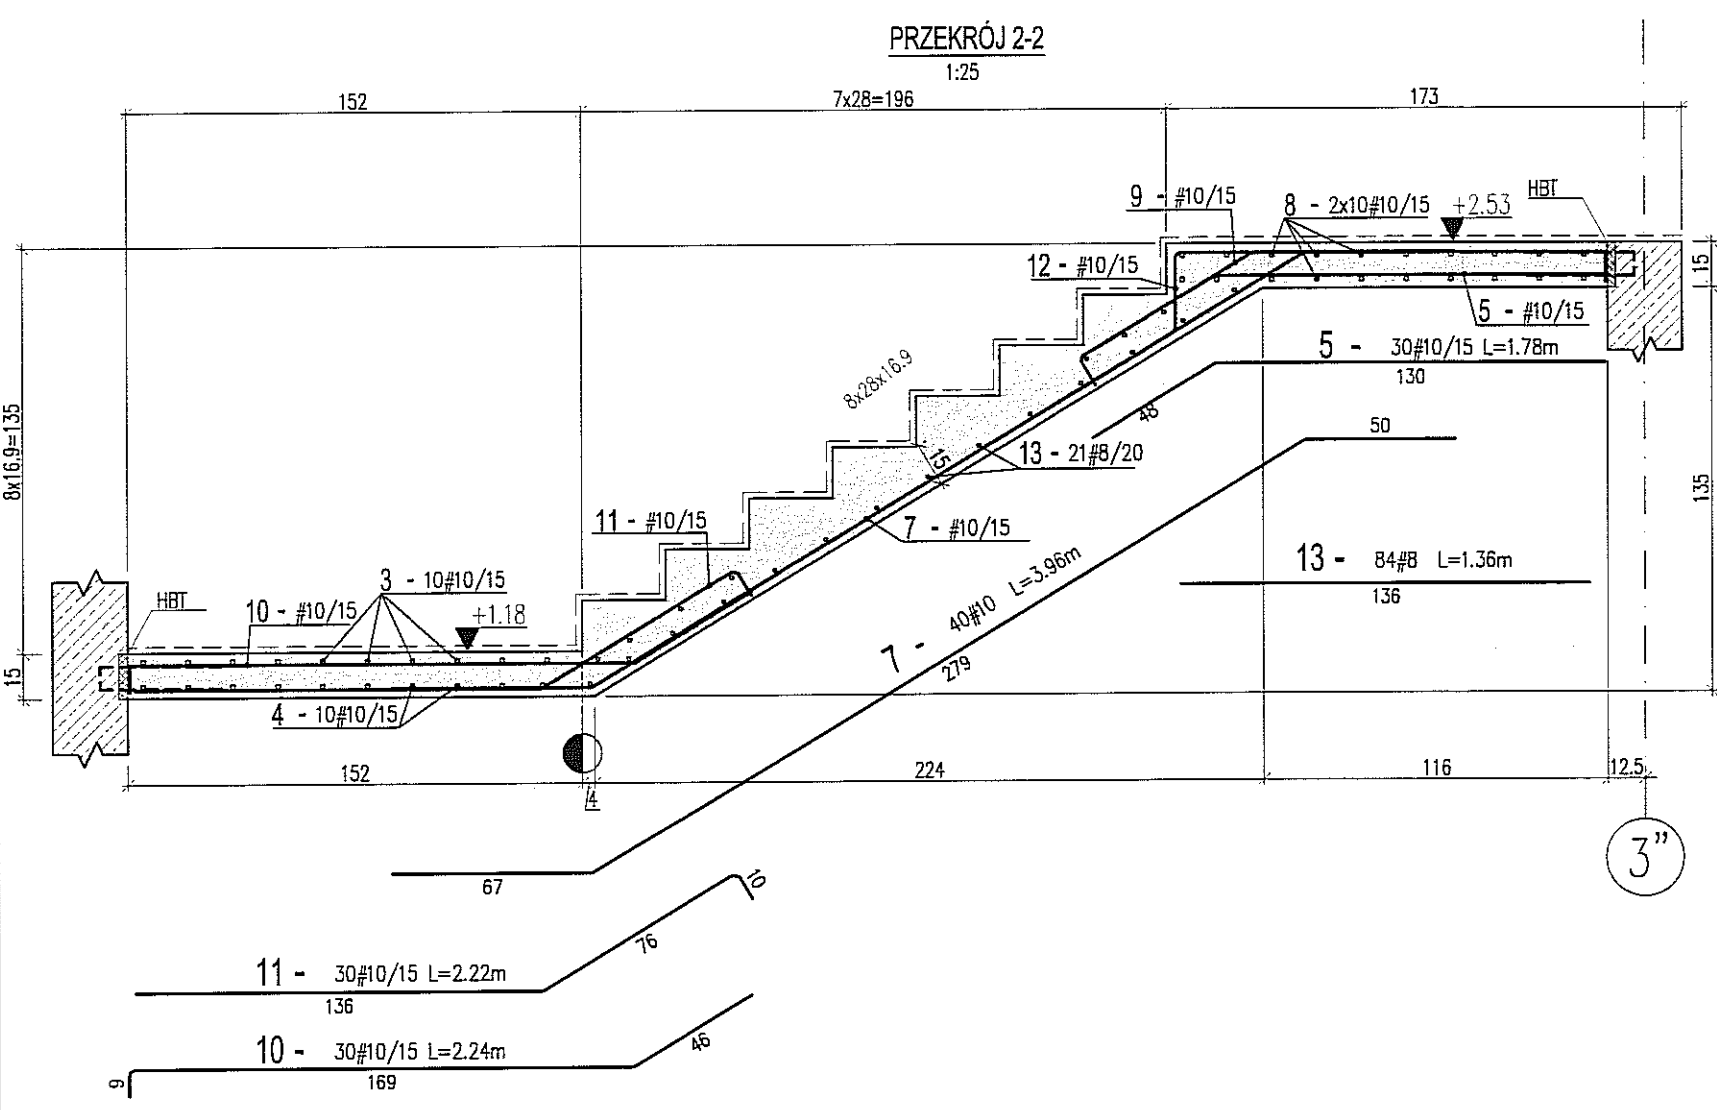 PRZEKRÓJ 2-2
1:25
152
7x28=196
173
9 - #10/15
8 - 2x10#10/15
+2.53
HBT
12 - #10/15
15
5 - #10/15
5 - 30#10/15 L=1.78m
130
48
8x28x16.9
50
8x16.9=135
15
13 - 21#8/20
135
11 - #10/15
7 - #10/15
13 - 84#8 L=1.36m
136
3 - 10#10/15
HBT
10 - #10/15
+1.18
7 - 40#10 L=3.96m
279
15
4 - 10#10/15
152
4
224
116
12.5
3”
67
10
76
11 - 30#10/15 L=2.22m
136
10 - 30#10/15 L=2.24m
46
169
9